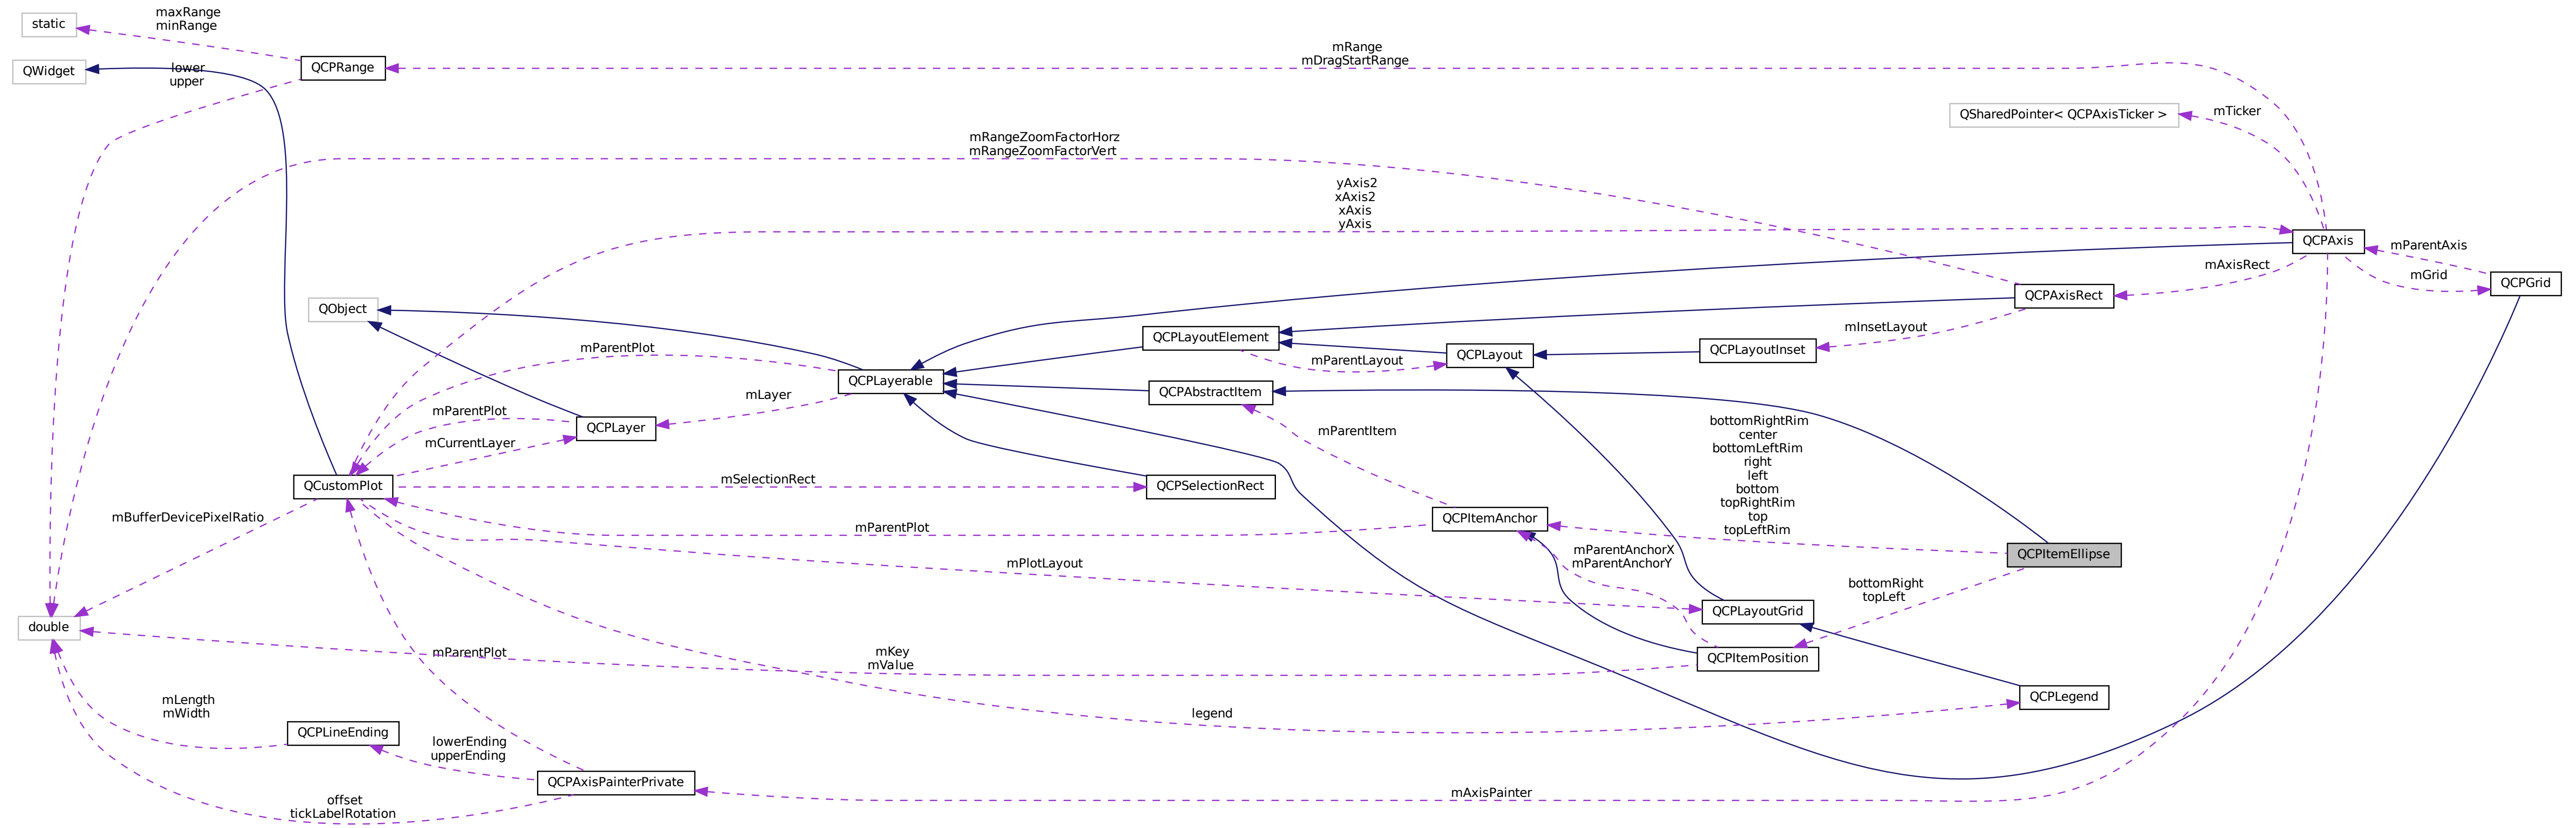 static
maxRange
minRange
QWidget
lower
upper
QCPRange
mRange
mDragStartRange
QSharedPointer< QCPAxisTicker >
mTicker
mRangeZoomFactorHorz
mRangeZoomFactorVert
yAxis2
xAxis2
xAxis
yAxis
QCPAxis
mParentAxis
mGrid
QCPGrid
mAxisRect
QCPAxisRect
QObject
mInsetLayout
QCPLayoutElement
mParentLayout
QCPLayout
QCPLayoutInset
mParentPlot
QCPLayerable
mLayer
QCPAbstractItem
mParentPlot
mCurrentLayer
QCPLayer
mParentItem
bottomRightRim
center
bottomLeftRim
right
left
bottom
topRightRim
top
topLeftRim
QCustomPlot
mSelectionRect
QCPSelectionRect
mBufferDevicePixelRatio
mParentPlot
QCPItemAnchor
mParentAnchorX
mParentAnchorY
QCPItemEllipse
mPlotLayout
bottomRight
topLeft
QCPLayoutGrid
double
mParentPlot
mKey
mValue
QCPItemPosition
QCPLegend
mLength
mWidth
legend
QCPLineEnding
lowerEnding
upperEnding
QCPAxisPainterPrivate
mAxisPainter
offset
tickLabelRotation